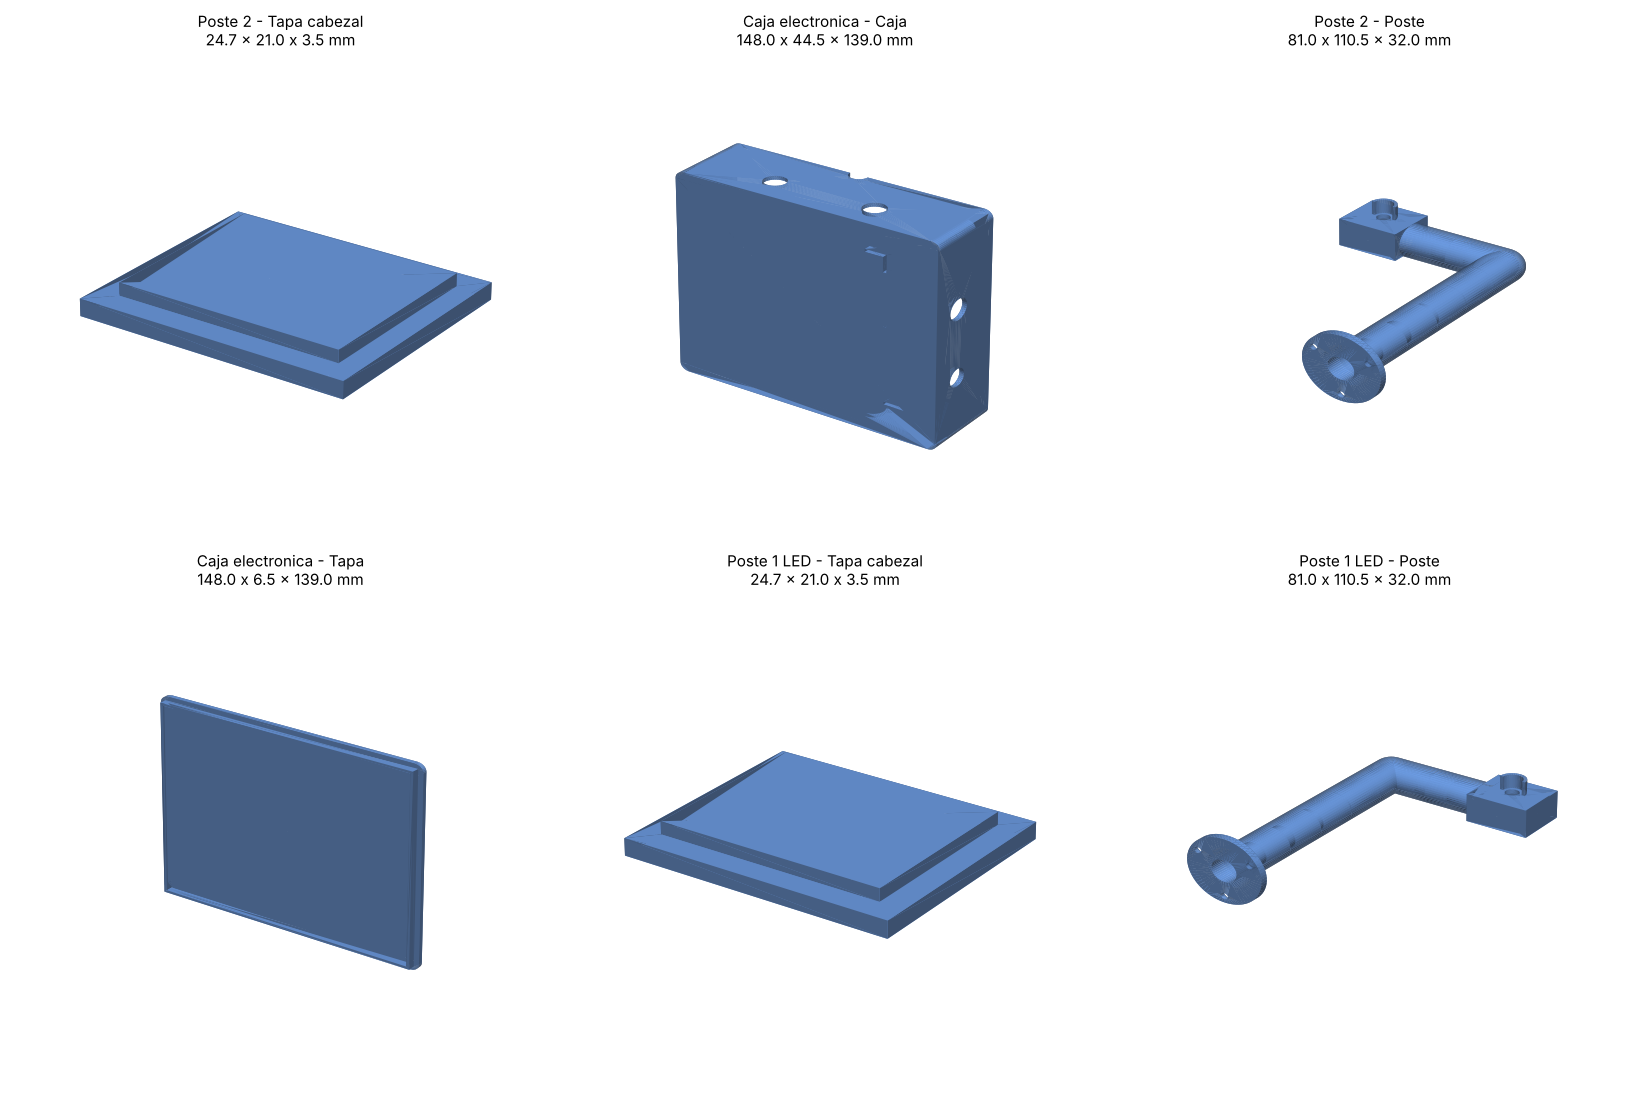 Poste 2 - Tapa cabezal
24.7 × 21.0 x 3.5 mm
Caja electronica - Caja
148.0 x 44.5 × 139.0 mm
Poste 2 - Poste
81.0 x 110.5 × 32.0 mm
Caja electronica - Tapa
148.0 x 6.5 × 139.0 mm
Poste 1 LED - Tapa cabezal
24.7 × 21.0 x 3.5 mm
Poste 1 LED - Poste
81.0 x 110.5 × 32.0 mm